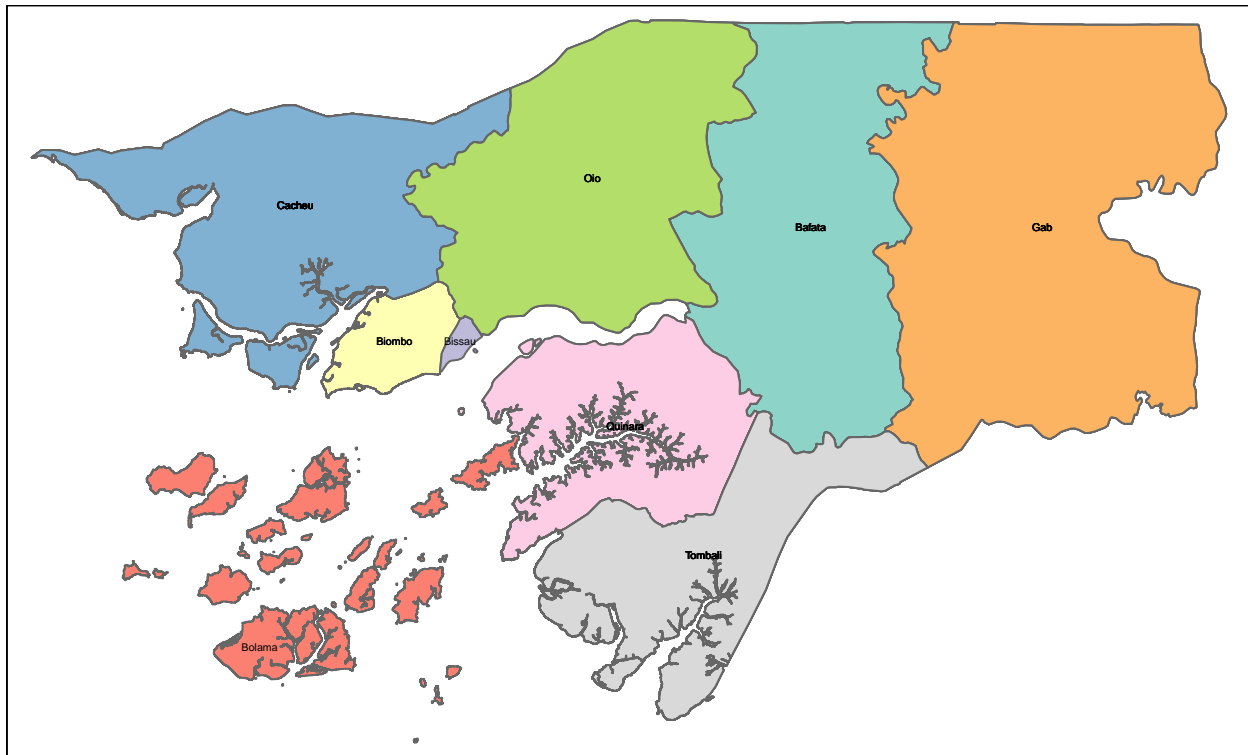 Oio
Cacheu
Bafata
Gab
Biombo
Bissau
Quinara
Tombali
Bolama